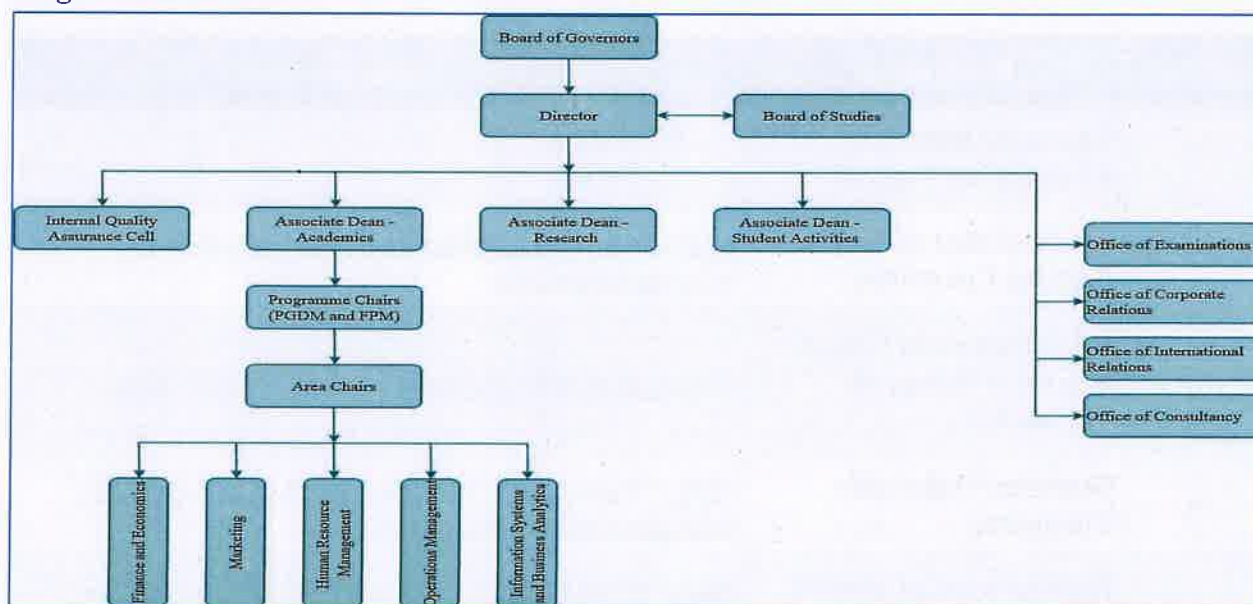 Board of Governors
Director
Board of Studies
Internal Quality
Assurance Cell
Associate Dean -
Academics
Associate Dean -
Research
Associate Dean -
Student Activities
Office of Examinations
Programme Chairs
(PGDM and FPM)
Office of Corporate
Relations
Office of International
Relations
Area Chairs
Office of Consultancy
Finance and Economics
Marketing
Human Resource
Management
Operations Management
Information Systems
and Business Analytics